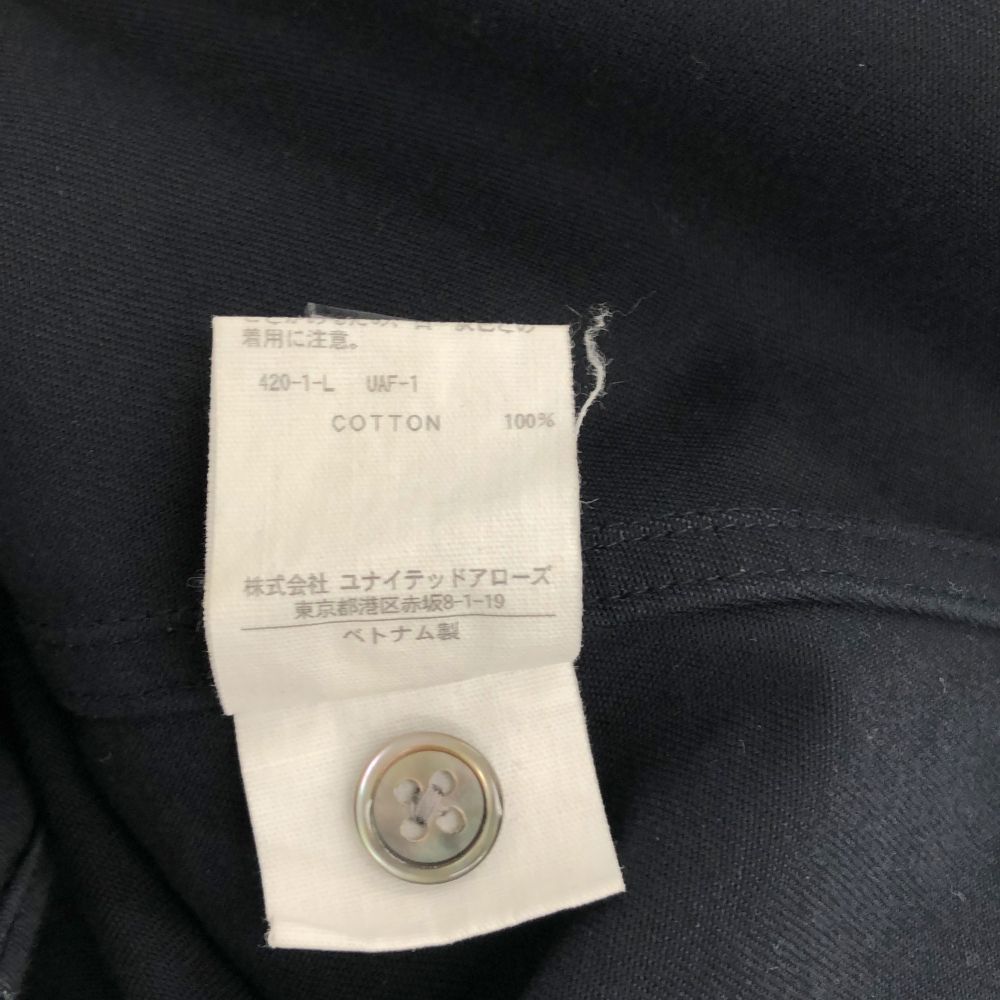 着用に注意。
420-1-L UAF-1
COTTON 100%
株式会社 ユナイテッドアローズ
東京都港区赤坂8-1-19
ベトナム製